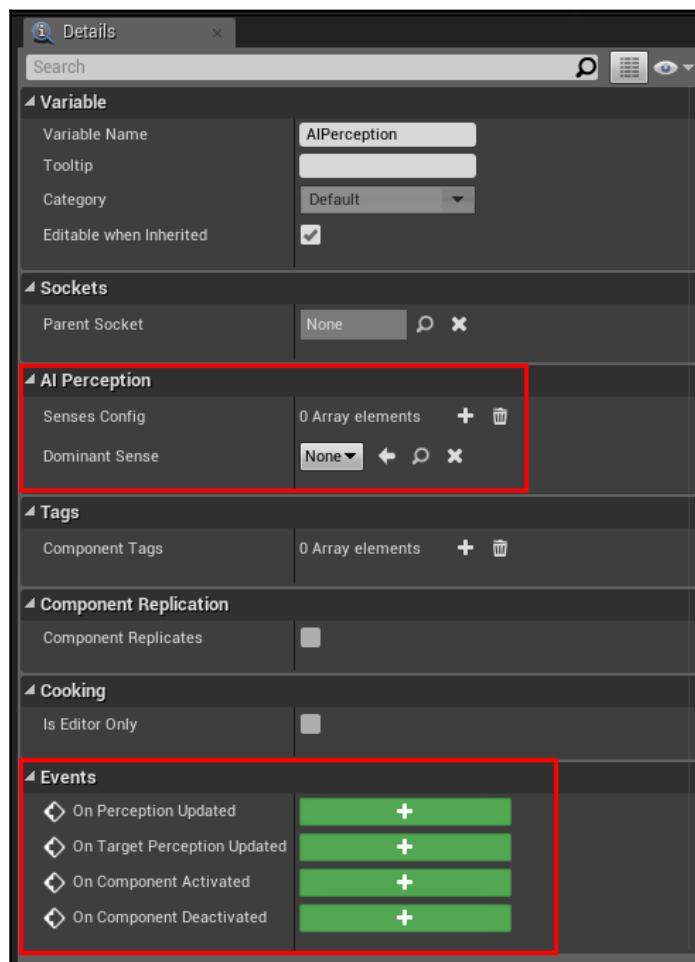 Details
Search
Variable
Variable Name AIPerception
Tooltip
Category Default
Editable when Inherited
Sockets
Parent Socket None
AI Perception
Senses Config 0 Array elements
Dominant Sense None
Tags
Component Tags 0 Array elements
Component Replication
Component Replicates
Cooking
Is Editor Only
Events
On Perception Updated
On Target Perception Updated
On Component Activated
On Component Deactivated